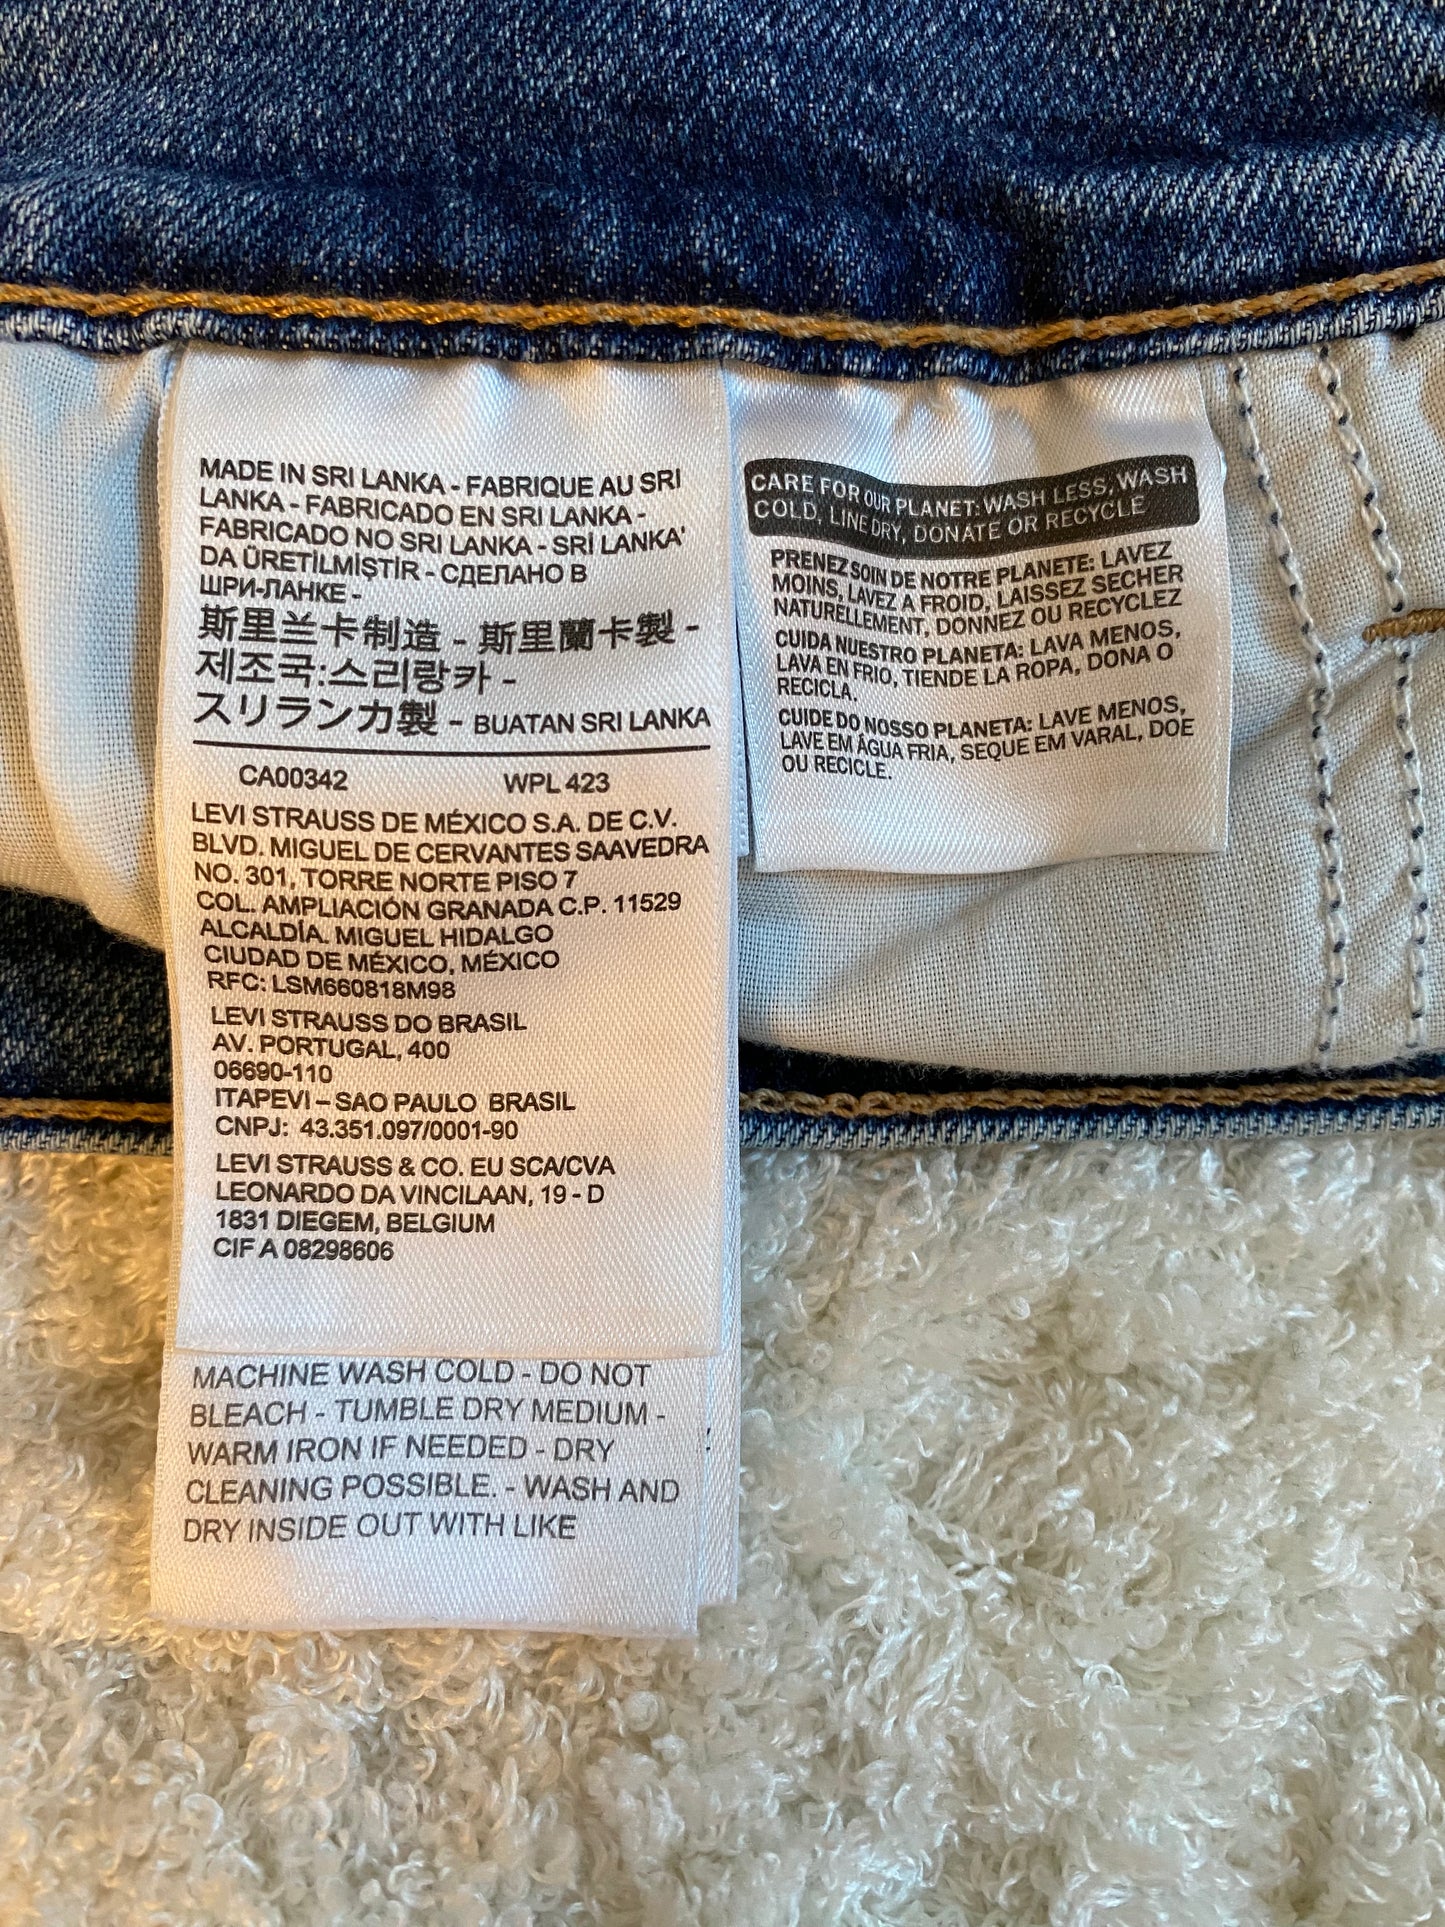 MADE IN SRI LANKA - FABRIQUE AU SRI
LANKA - FABRICADO EN SRI LANKA -
FABRICADO NO SRI LANKA - SRİ LANKA'
DA ÜRETİLMİŞTİR - СДЕЛАНО В
ШРИ-ЛАНКЕ -
斯里兰卡制造 - 斯里蘭卡製 -
제조국:스리랑카 -
スリランカ製 - BUATAN SRI LANKA
CA00342 WPL 423
LEVI STRAUSS DE MÉXICO S.A. DE C.V.
BLVD. MIGUEL DE CERVANTES SAAVEDRA
NO. 301, TORRE NORTE PISO 7
COL. AMPLIACIÓN GRANADA C.P. 11529
ALCALDÍA. MIGUEL HIDALGO
CIUDAD DE MÉXICO, MÉXICO
RFC: LSM660818M98
LEVI STRAUSS DO BRASIL
AV. PORTUGAL, 400
06690-110
ITAPEVI – SAO PAULO BRASIL
CNPJ: 43.351.097/0001-90
LEVI STRAUSS & CO. EU SCA/CVA
LEONARDO DA VINCILAAN, 19 - D
1831 DIEGEM, BELGIUM
CIF A 08298606
MACHINE WASH COLD - DO NOT
BLEACH - TUMBLE DRY MEDIUM -
WARM IRON IF NEEDED - DRY
CLEANING POSSIBLE. - WASH AND
DRY INSIDE OUT WITH LIKE
CARE FOR OUR PLANET: WASH LESS, WASH
COLD, LINE DRY, DONATE OR RECYCLE
PRENEZ SOIN DE NOTRE PLANETE: LAVEZ
MOINS, LAVEZ A FROID, LAISSEZ SECHER
NATURELLEMENT, DONNEZ OU RECYCLEZ
CUIDA NUESTRO PLANETA: LAVA MENOS,
LAVA EN FRIO, TIENDE LA ROPA, DONA O
RECICLA.
CUIDE DO NOSSO PLANETA: LAVE MENOS,
LAVE EM ÁGUA FRIA, SEQUE EM VARAL, DOE
OU RECICLE.